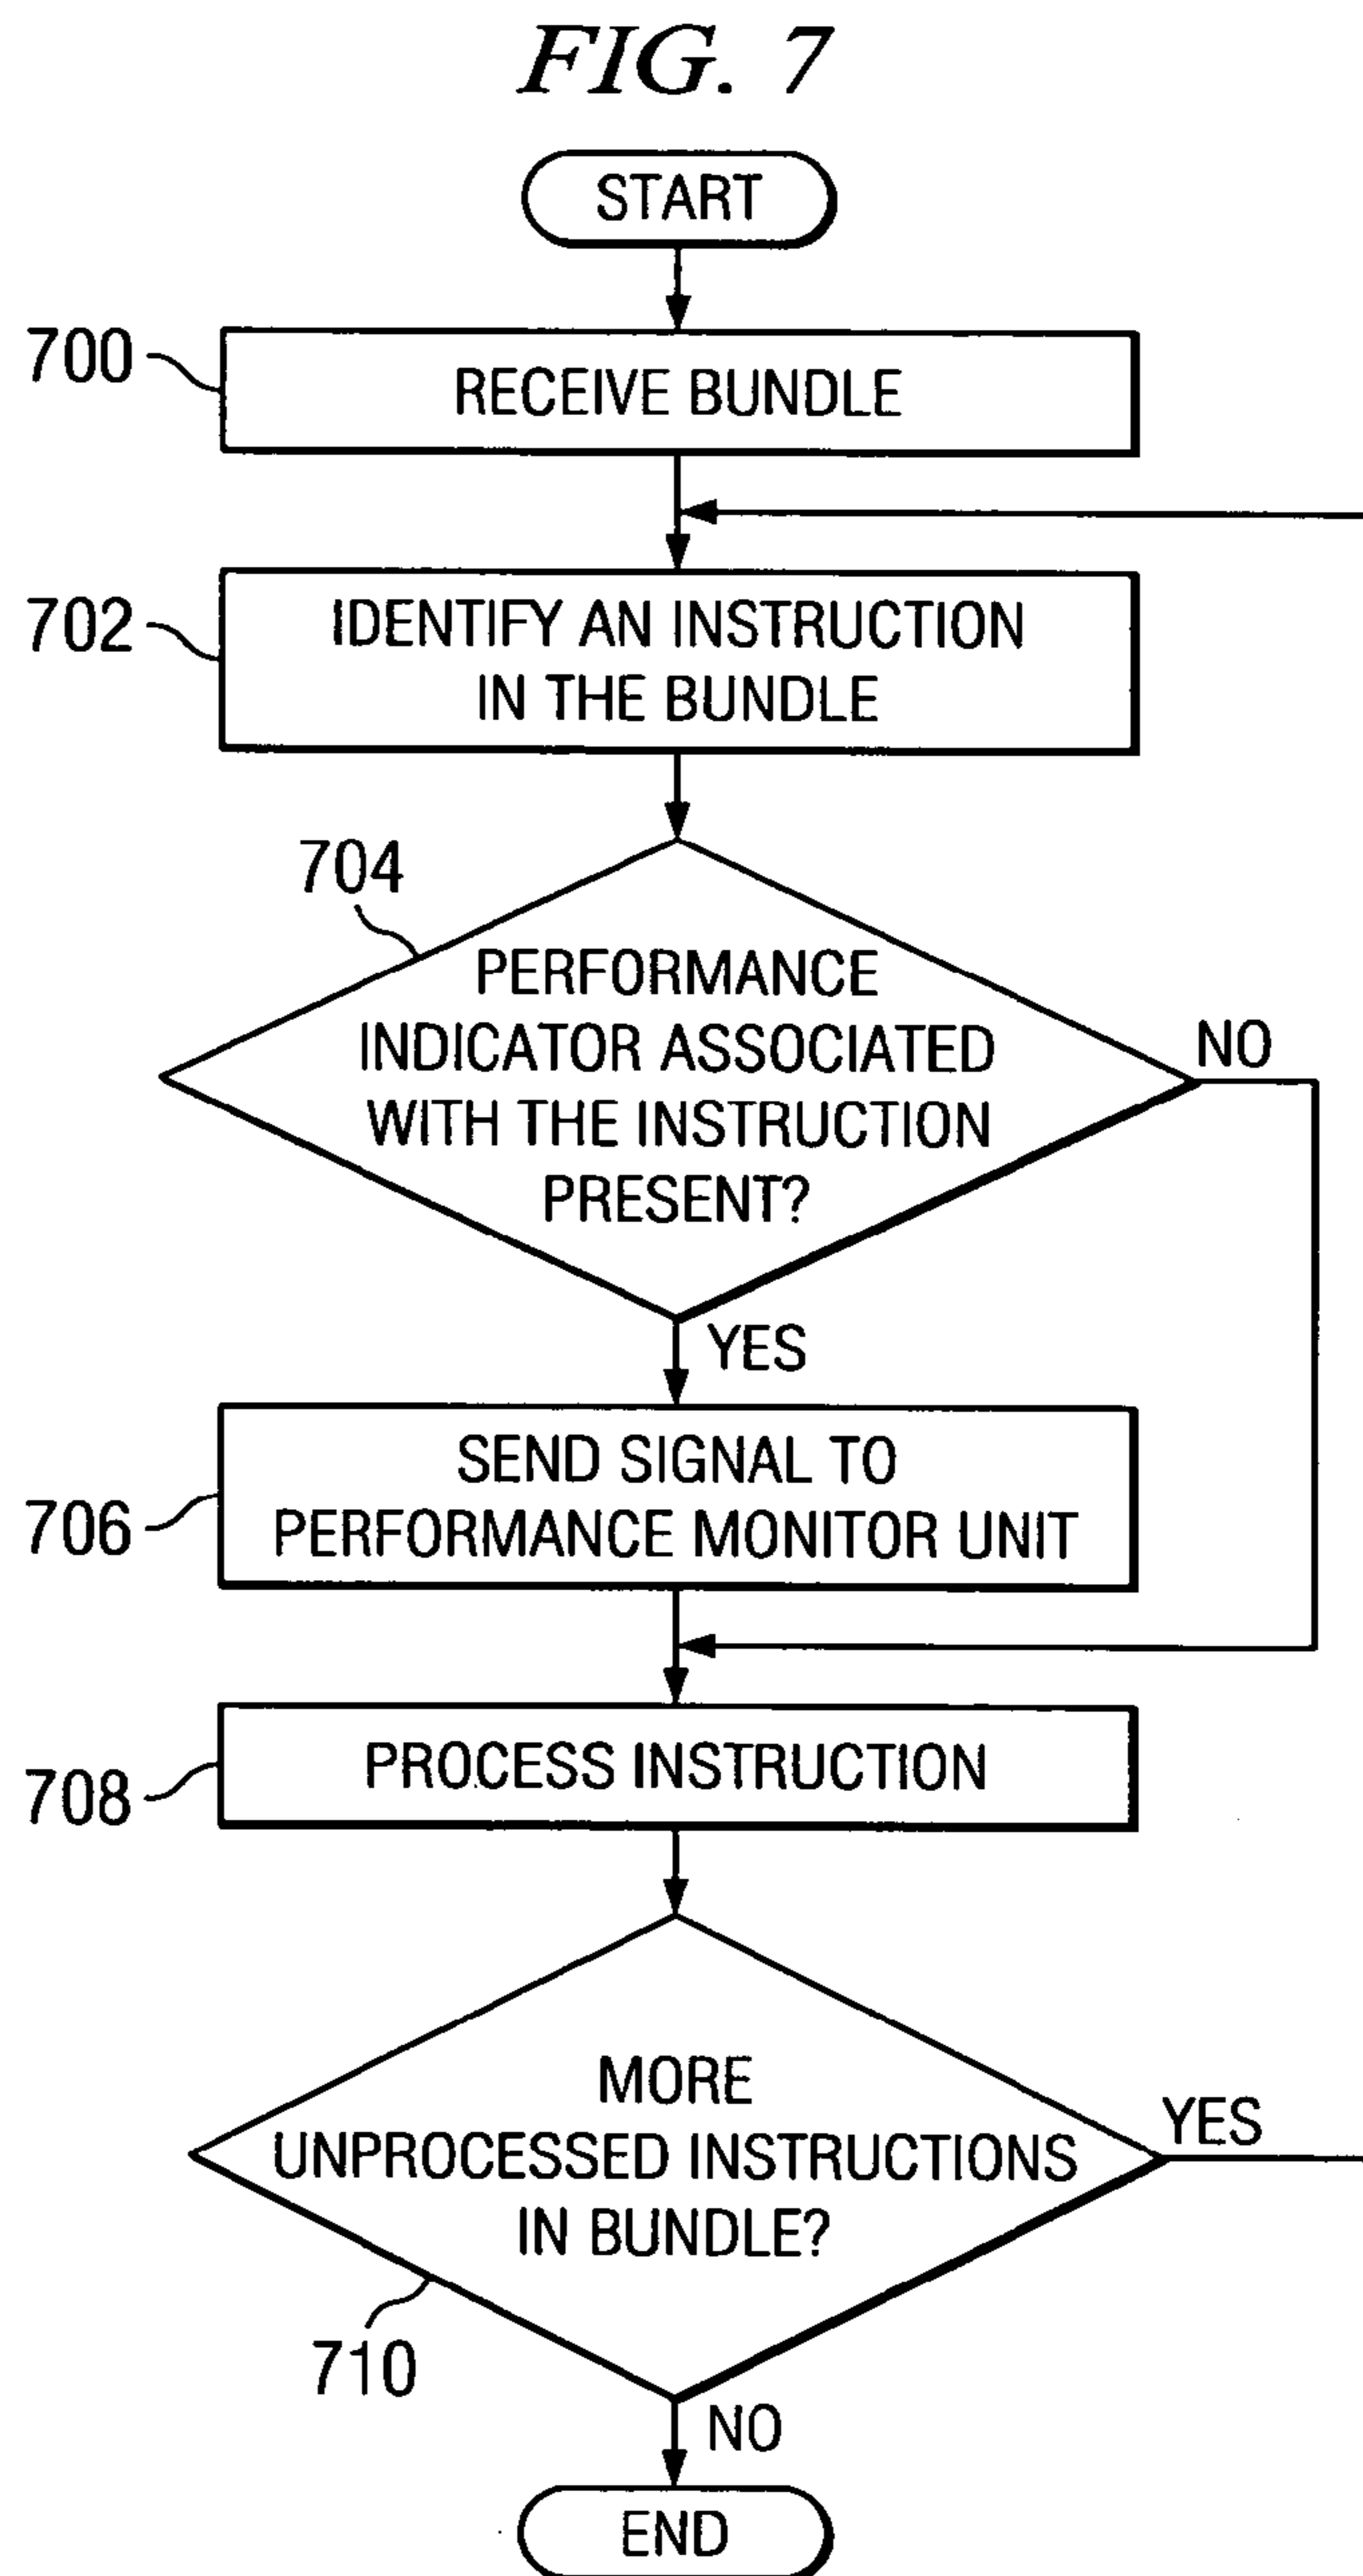 FIG. 7
START
700
RECEIVE BUNDLE
702
IDENTIFY AN INSTRUCTION
IN THE BUNDLE
704
PERFORMANCE
INDICATOR ASSOCIATED
WITH THE INSTRUCTION
PRESENT?
NO
YES
706
SEND SIGNAL TO
PERFORMANCE MONITOR UNIT
708
PROCESS INSTRUCTION
MORE
UNPROCESSED INSTRUCTIONS
IN BUNDLE?
YES
710
NO
END